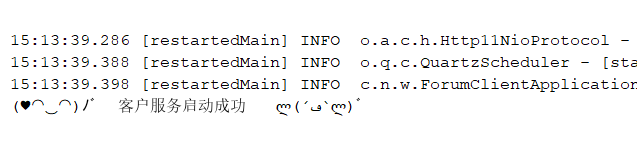 15:13:39.286 [restartedMain] INFO  o.a.c.h.Http11NioProtocol -
15:13:39.388 [restartedMain] INFO  o.q.c.QuartzScheduler - [sta
15:13:39.398 [restartedMain] INFO  c.n.w.ForumClientApplication
(♥◠‿◠)ﾉﾞ  客户服务启动成功   ლ(´ڡ`ლ)ﾞ